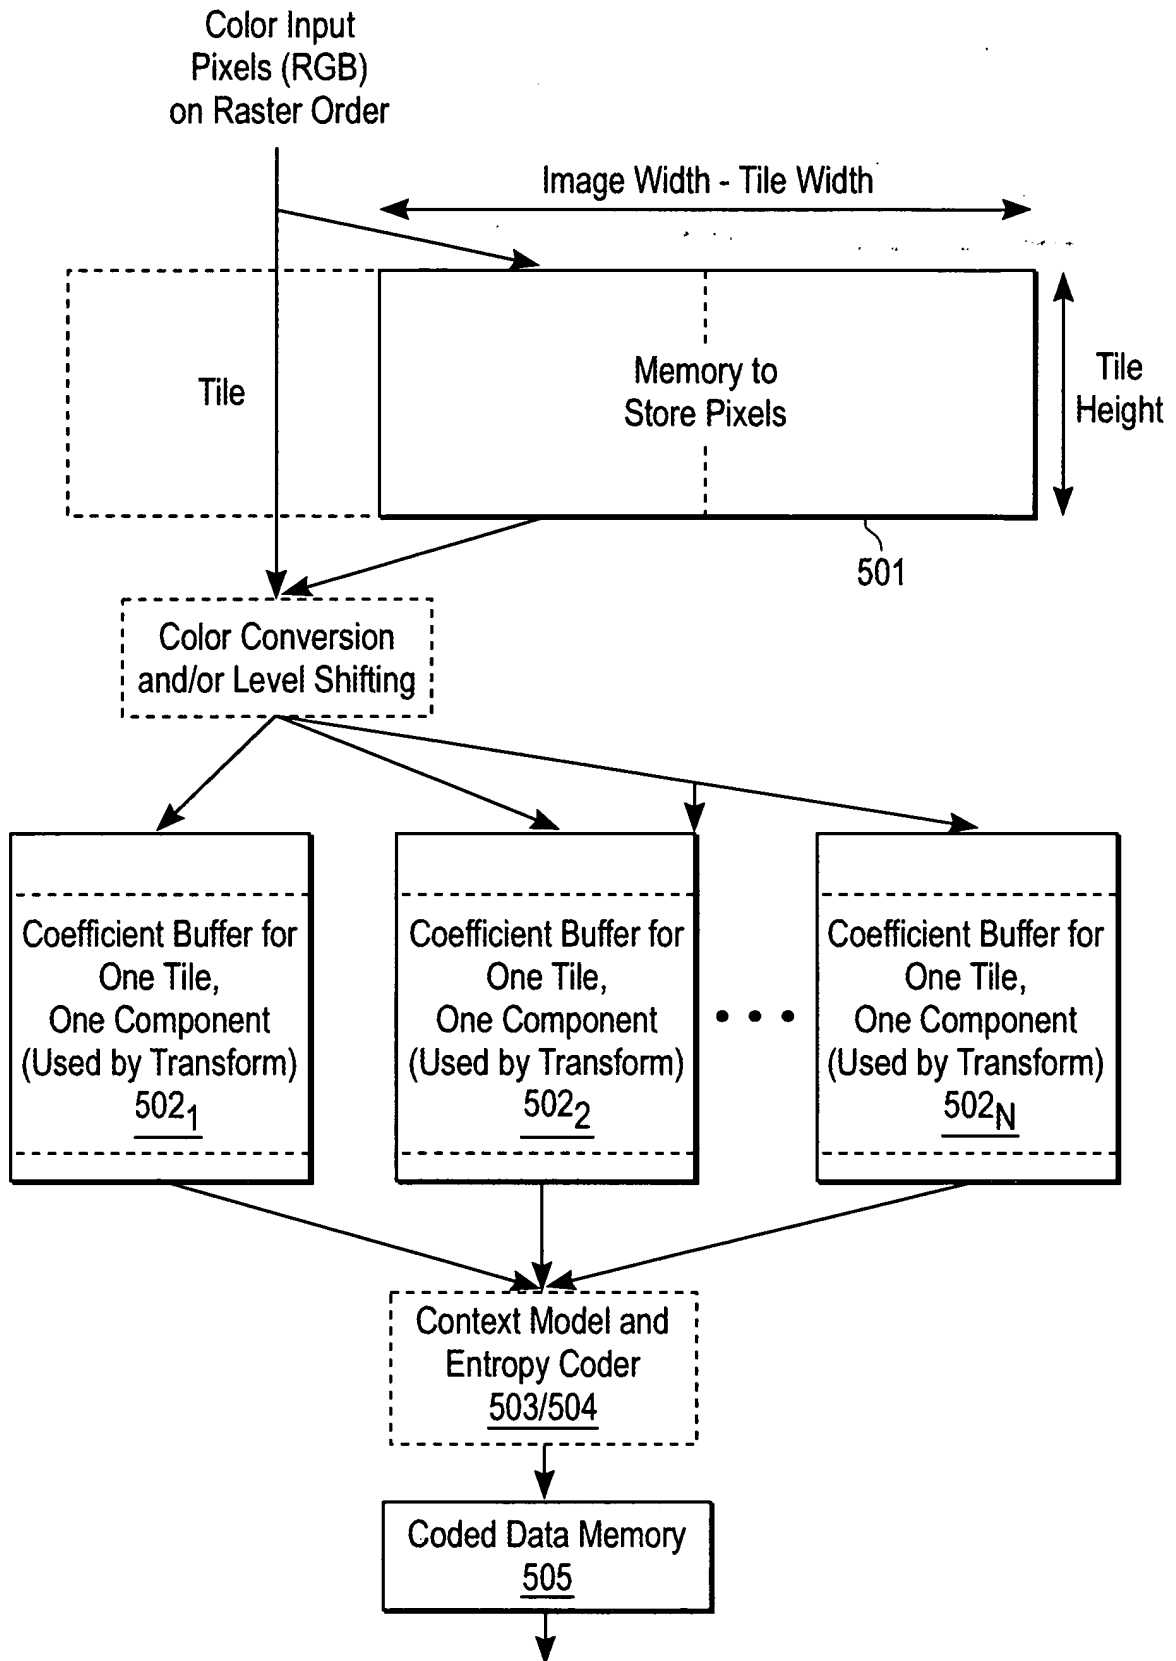 Color Input
Pixels (RGB)
on Raster Order
Image Width - Tile Width
Tile
Memory to
Store Pixels
Tile
Height
501
Color Conversion
and/or Level Shifting
Coefficient Buffer for
One Tile,
One Component
(Used by Transform)
502₁
Coefficient Buffer for
One Tile,
One Component
(Used by Transform)
502₂
• • •
Coefficient Buffer for
One Tile,
One Component
(Used by Transform)
502N
Context Model and
Entropy Coder
503/504
Coded Data Memory
505